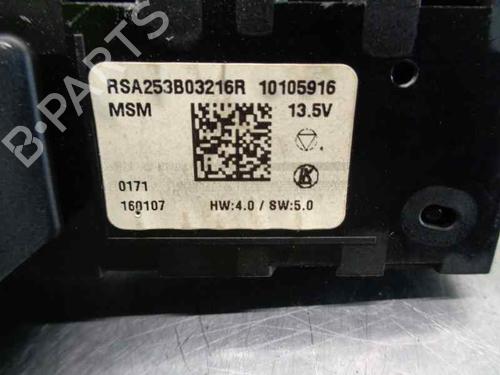 RSA253B03216R 10105916
MSM 13.5V
0171
160107 HW:4.0 / SW:5.0
B-PARTS